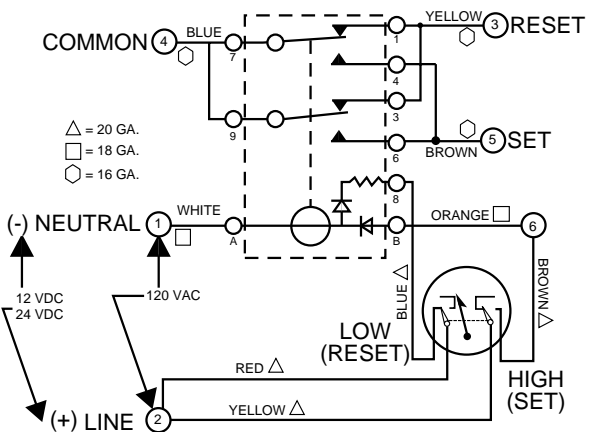 YELLOW
3 RESET
BLUE
COMMON 4
7
1
4
△ = 20 GA.
□ = 18 GA.
⬡ = 16 GA.
9
3
6
BROWN
5 SET
8
WHITE
(-) NEUTRAL 1
A
B
ORANGE □
6
12 VDC
24 VDC
120 VAC
BLUE △
BROWN △
LOW
(RESET)
RED △
HIGH
(SET)
YELLOW △
(+) LINE 2